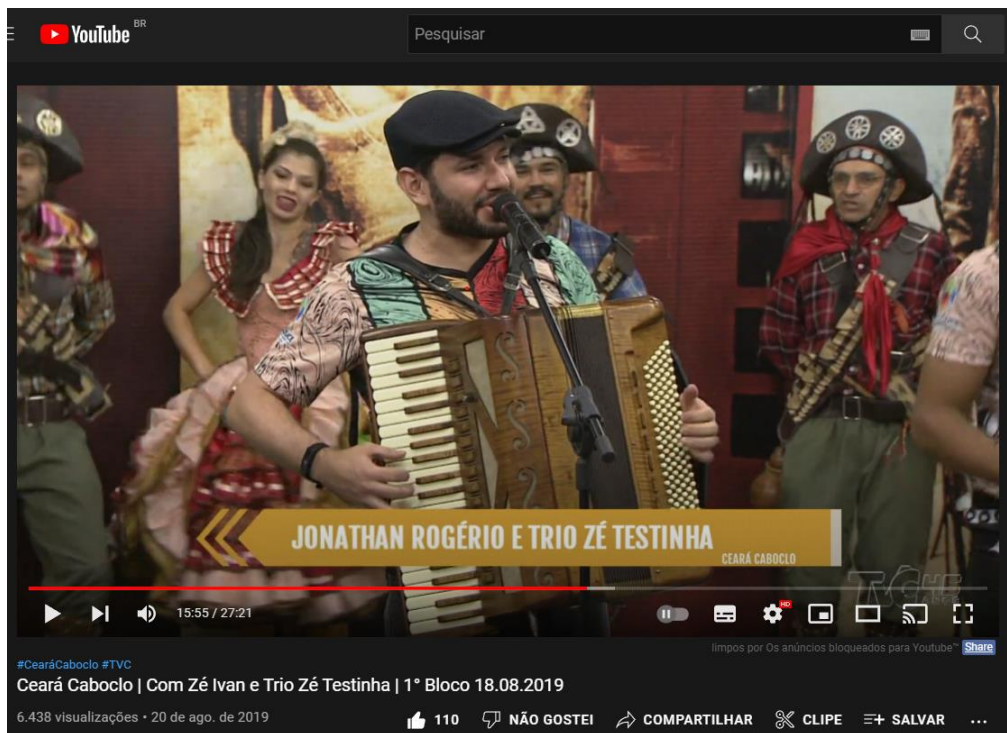 YouTube BR
Pesquisar
JONATHAN ROGÉRIO E TRIO ZÉ TESTINHA
CEARÁ CABOCLO
15:55 / 27:21
HD
limpos por Os anúncios bloqueados para Youtube™ Share
#CearáCaboclo #TVC
Ceará Caboclo | Com Zé Ivan e Trio Zé Testinha | 1° Bloco 18.08.2019
6.438 visualizações • 20 de ago. de 2019
110 NÃO GOSTEI COMPARTILHAR CLIPE SALVAR ...